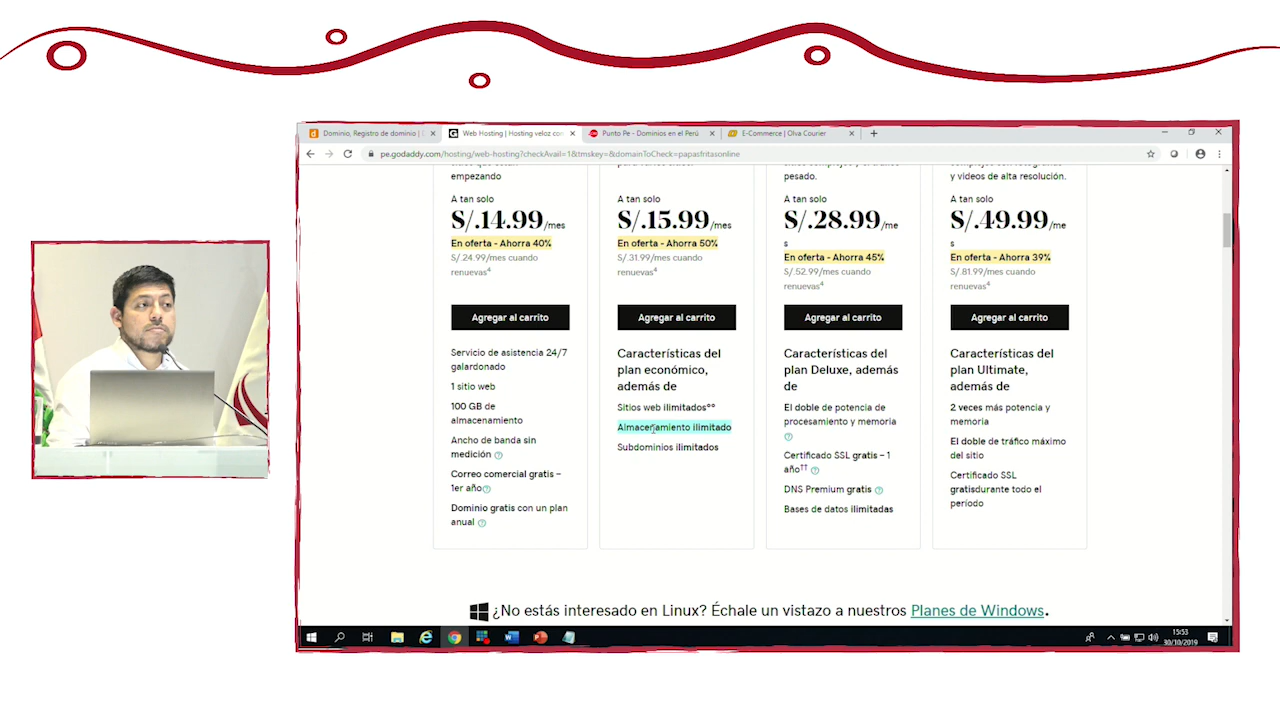 Dominio, Registro de dominio |
Web Hosting | Hosting veloz con
Punto Pe - Dominios en el Perú
E-Commerce | Olva Courier
pe.godaddy.com/hosting/web-hosting?checkAvail=1&tmskey=&domainToCheck=papasfritasonline
empezando
A tan solo
S/.14.99/mes
En oferta - Ahorra 40%
S/.24.99/mes cuando
renuevas4
Agregar al carrito
Servicio de asistencia 24/7
galardonado
1 sitio web
100 GB de
almacenamiento
Ancho de banda sin
medición ?
Correo comercial gratis –
1er año?
Dominio gratis con un plan
anual ?
A tan solo
S/.15.99/mes
En oferta - Ahorra 50%
S/.31.99/mes cuando
renuevas4
Agregar al carrito
Características del
plan económico,
además de
Sitios web ilimitados°°
Almacenamiento ilimitado
Subdominios ilimitados
pesado.
A tan solo
S/.28.99/me
s
En oferta - Ahorra 45%
S/.52.99/mes cuando
renuevas4
Agregar al carrito
Características del
plan Deluxe, además
de
El doble de potencia de
procesamiento y memoria
?
Certificado SSL gratis – 1
año†† ?
DNS Premium gratis ?
Bases de datos ilimitadas
y videos de alta resolución.
A tan solo
S/.49.99/me
s
En oferta - Ahorra 39%
S/.81.99/mes cuando
renuevas4
Agregar al carrito
Características del
plan Ultimate,
además de
2 veces más potencia y
memoria
El doble de tráfico máximo
del sitio
Certificado SSL
gratisdurante todo el
período
¿No estás interesado en Linux? Échale un vistazo a nuestros Planes de Windows.
15:53
30/10/2019